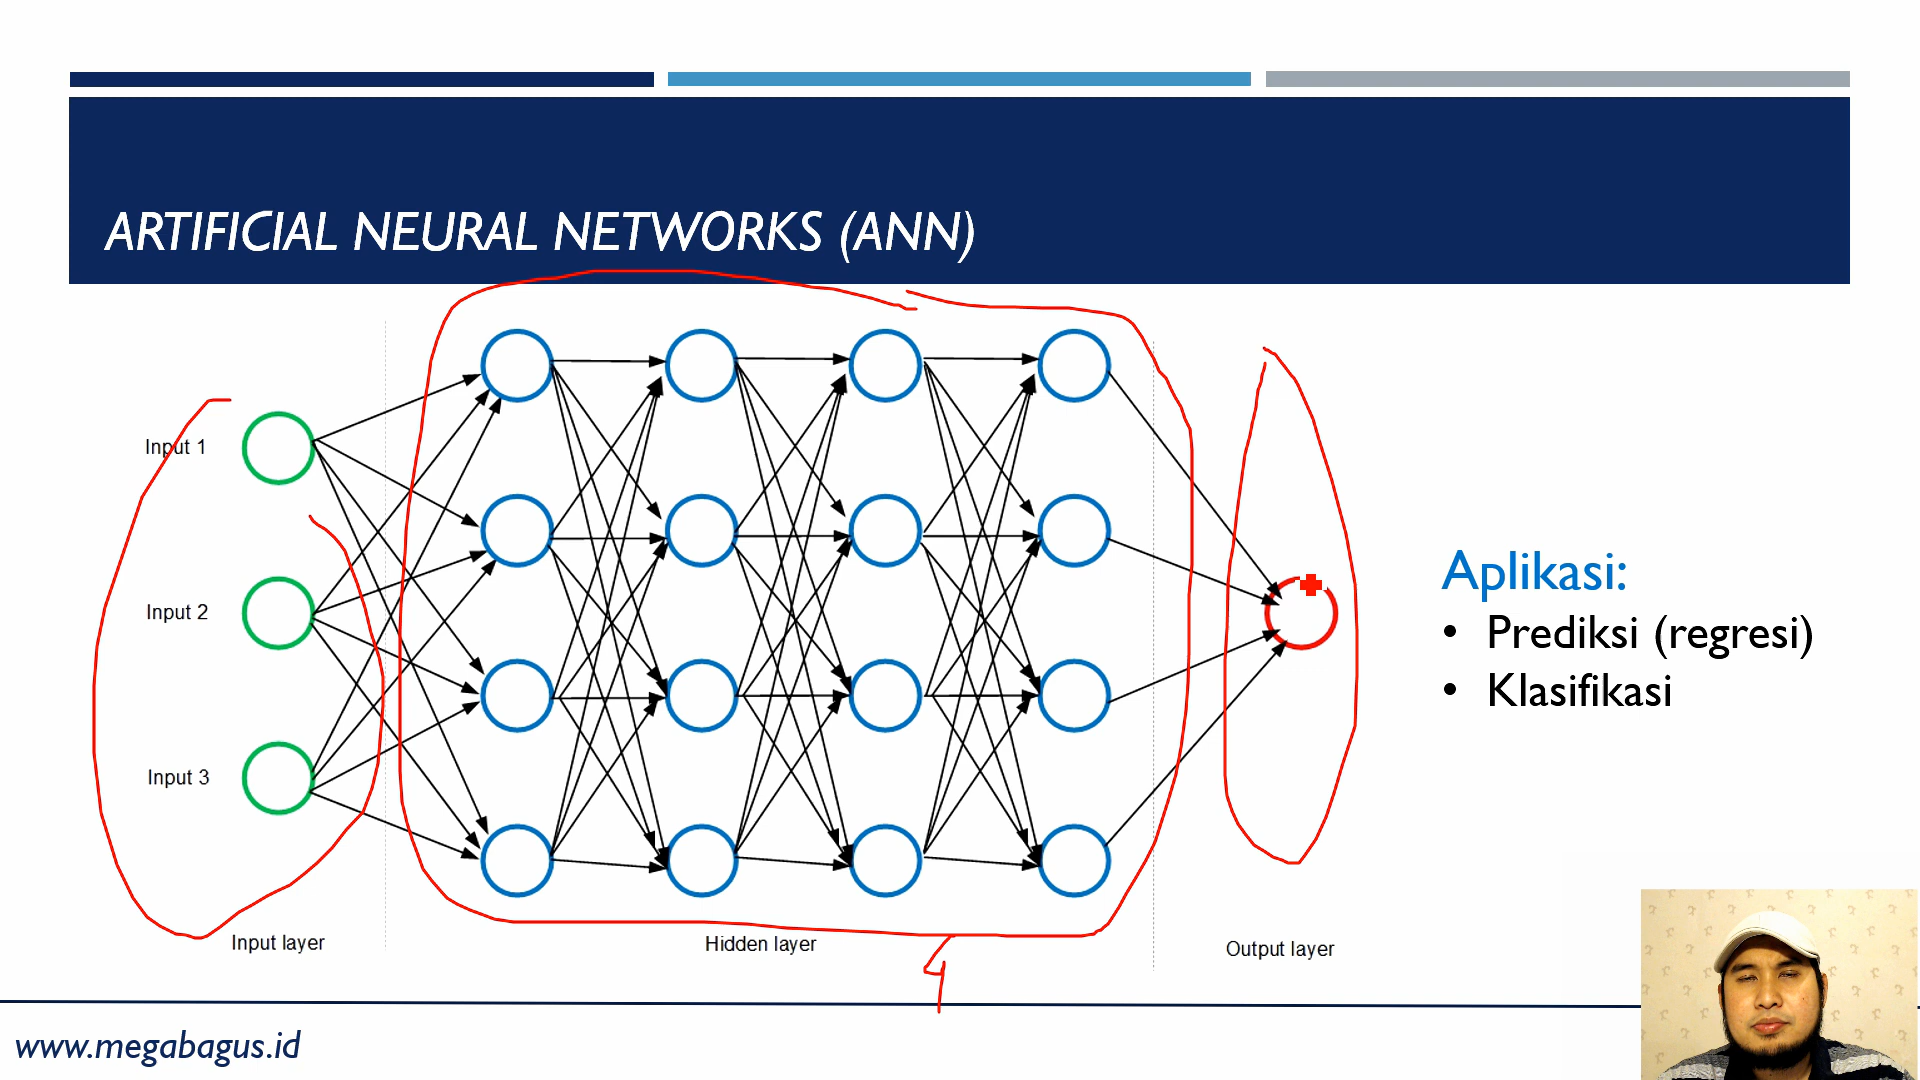 ARTIFICIAL NEURAL NETWORKS (ANN)
Input 1
Input 2
Input 3
Input layer
Hidden layer
Output layer
4
Aplikasi:
• Prediksi (regresi)
• Klasifikasi
www.megabagus.id